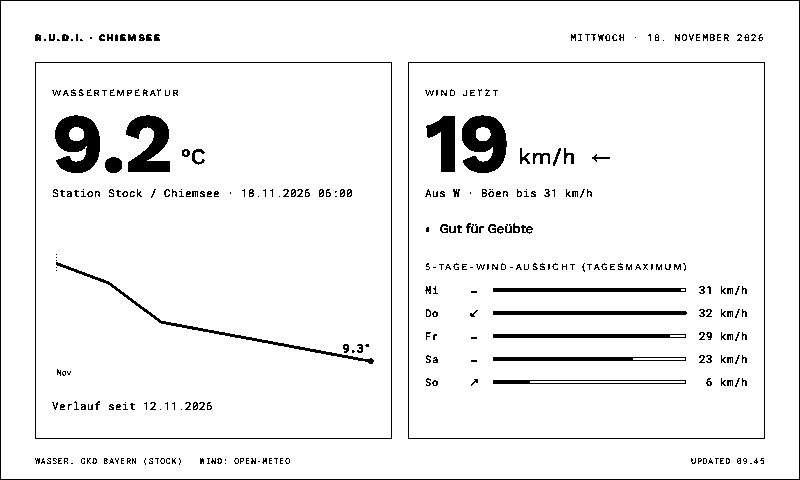 R.U.D.I. · CHIEMSEE
MITTWOCH · 18. NOVEMBER 2026
WASSERTEMPERATUR
9.2 °C
Station Stock / Chiemsee · 18.11.2026 06:00
9.3°
Nov
Verlauf seit 12.11.2026
WIND JETZT
19 km/h ←
Aus W · Böen bis 31 km/h
Gut für Geübte
5-TAGE-WIND-AUSSICHT (TAGESMAXIMUM)
Mi → 31 km/h
Do ↙ 32 km/h
Fr → 29 km/h
Sa → 23 km/h
So ↗ 6 km/h
WASSER: GKD BAYERN (STOCK) WIND: OPEN-METEO
UPDATED 09:45